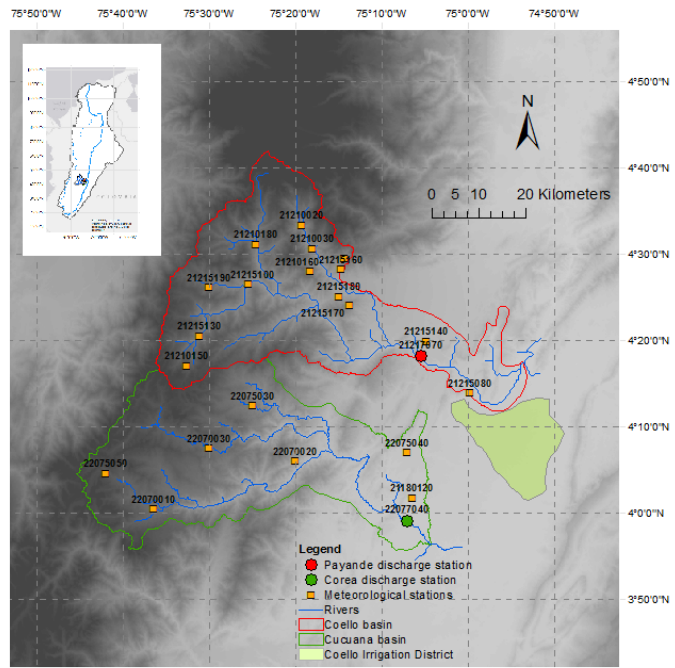 75°50'0"W 75°40'0"W 75°30'0"W 75°20'0"W 75°10'0"W 75°0'0"W 74°50'0"W
4°50'0"N
N
4°40'0"N
0 5 10 20 Kilometers
21210020
21210180
21210030
4°30'0"N
21210160 21215160
21215190 21215100
21215180
21215170
21215130
21215140
4°20'0"N
21217070
21210150
21215080
22075030
4°10'0"N
22070030
22075040
22070020
22075050
21180120
22070010
22077040
4°0'0"N
Legend
Payande discharge station
Corea discharge station
Meteorological stations
Rivers
3°50'0"N
Coello basin
Cucuana basin
Coello Irrigation District